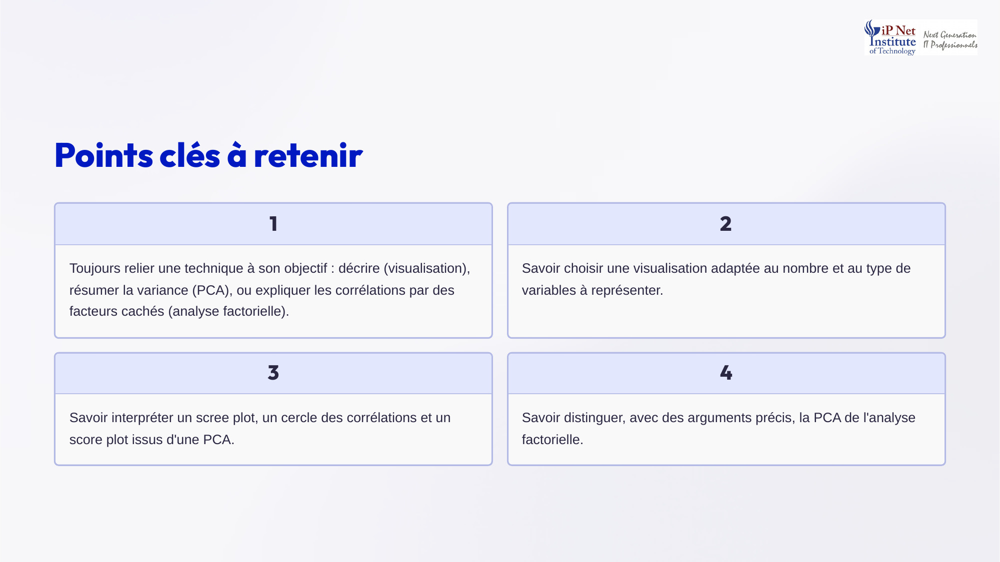 iP Net
Institute
of Technology
Next Generation
IT Professionnels
Points clés à retenir
1
Toujours relier une technique à son objectif : décrire (visualisation),
résumer la variance (PCA), ou expliquer les corrélations par des
facteurs cachés (analyse factorielle).
2
Savoir choisir une visualisation adaptée au nombre et au type de
variables à représenter.
3
Savoir interpréter un scree plot, un cercle des corrélations et un
score plot issus d'une PCA.
4
Savoir distinguer, avec des arguments précis, la PCA de l'analyse
factorielle.